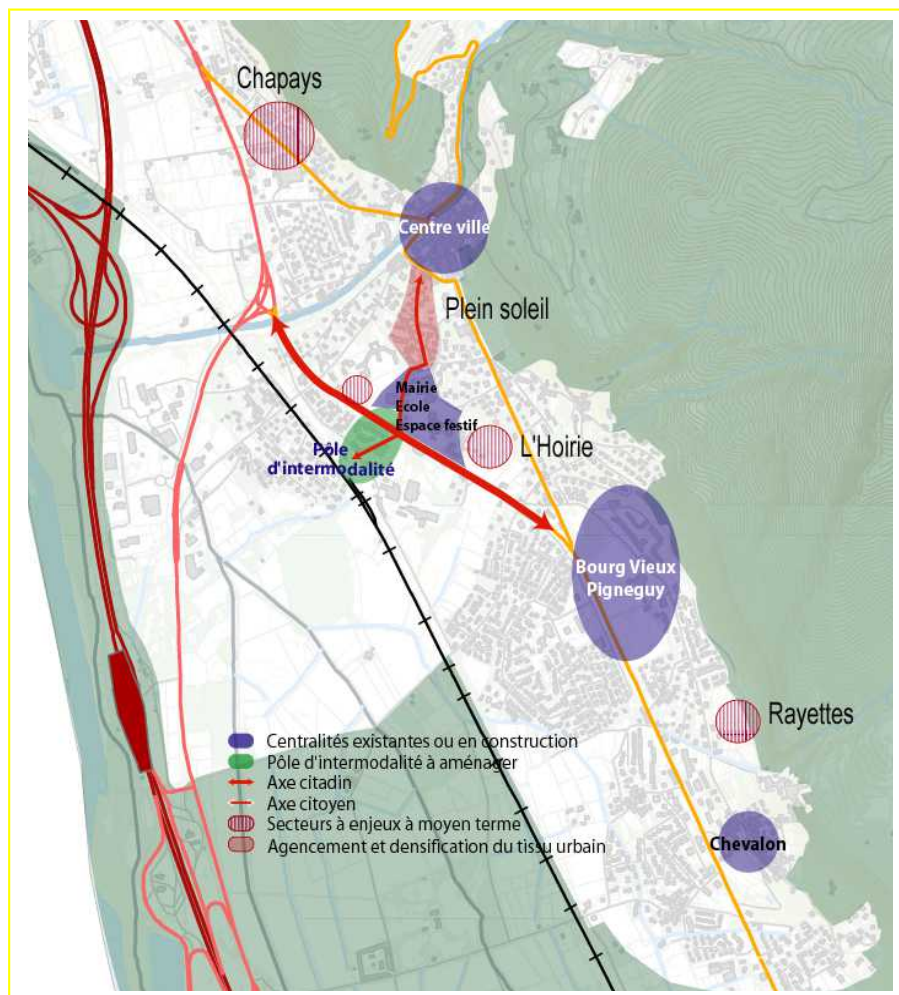 Chapays
Centre ville
Plein soleil
Mairie
Ecole
Espace festif
L'Hoirie
Pôle
d'intermodalité
Bourg Vieux
Pigneguy
Rayettes
Centralités existantes ou en construction
Pôle d'intermodalité à aménager
Axe citadin
Axe citoyen
Secteurs à enjeux à moyen terme
Agencement et densification du tissu urbain
Chevalon